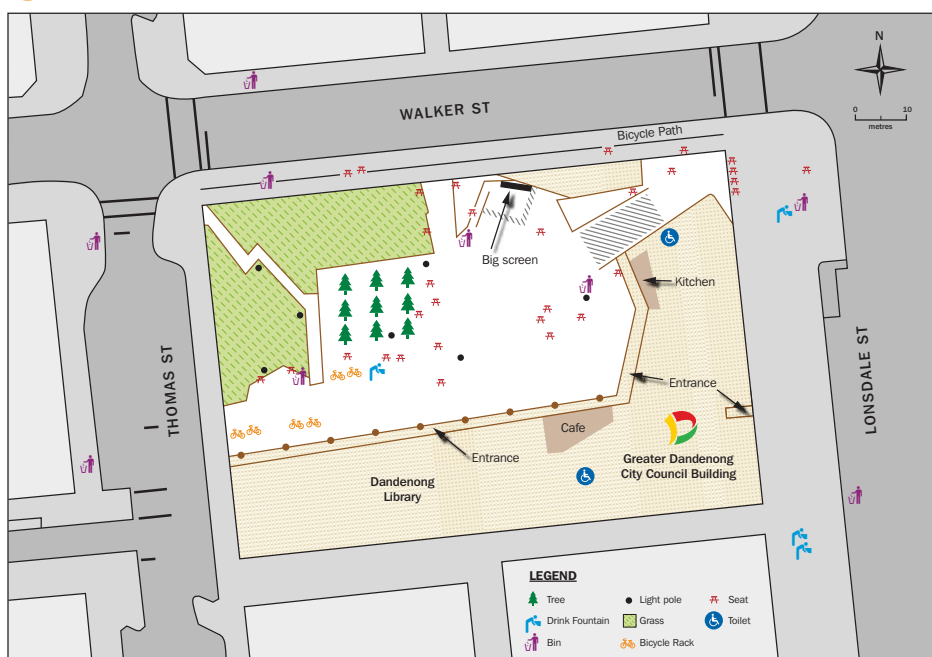 N
0 10
metres
WALKER ST
Bicycle Path
Big screen
Kitchen
THOMAS ST
LONSDALE ST
Entrance
Cafe
Entrance
Greater Dandenong
City Council Building
Dandenong
Library
LEGEND
Tree
Light pole
Seat
Drink Fountain
Grass
Toilet
Bin
Bicycle Rack